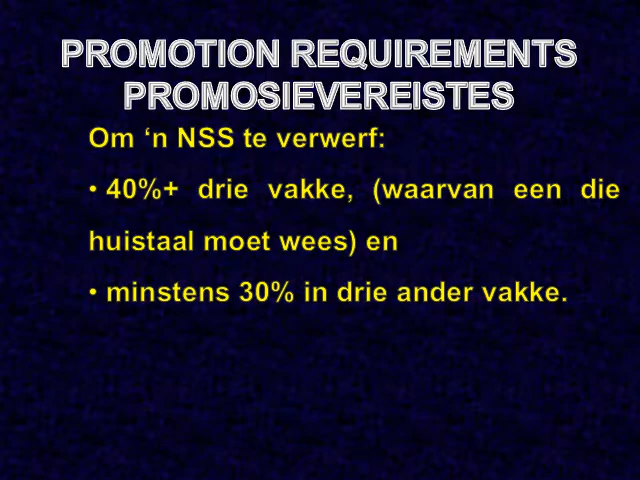 PROMOTION REQUIREMENTS
PROMOSIEVEREISTES
Om ‘n NSS te verwerf:
• 40%+ drie vakke, (waarvan een die
huistaal moet wees) en
• minstens 30% in drie ander vakke.